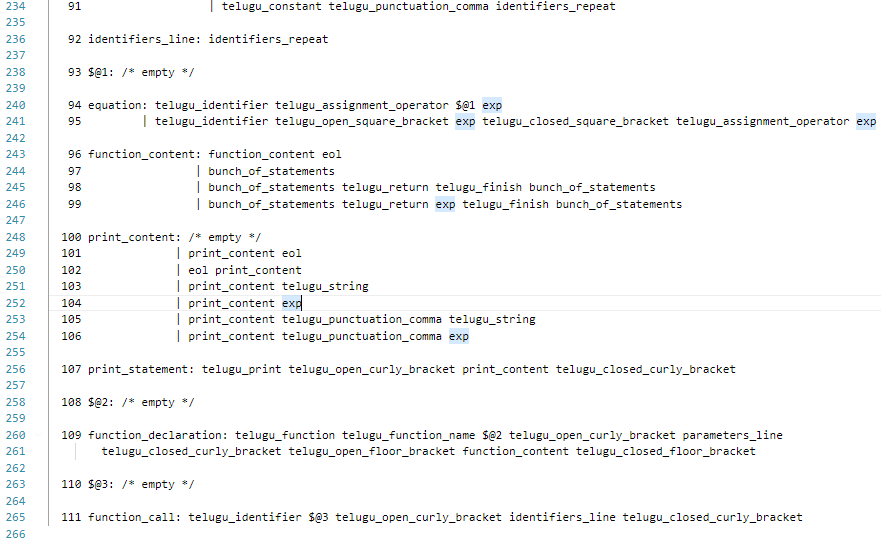 234 91 | telugu_constant telugu_punctuation_comma identifiers_repeat
235
236 92 identifiers_line: identifiers_repeat
237
238 93 $@1: /* empty */
239
240 94 equation: telugu_identifier telugu_assignment_operator $@1 exp
241 95 | telugu_identifier telugu_open_square_bracket exp telugu_closed_square_bracket telugu_assignment_operator exp
242
243 96 function_content: function_content eol
244 97 | bunch_of_statements
245 98 | bunch_of_statements telugu_return telugu_finish bunch_of_statements
246 99 | bunch_of_statements telugu_return exp telugu_finish bunch_of_statements
247
248 100 print_content: /* empty */
249 101 | print_content eol
250 102 | eol print_content
251 103 | print_content telugu_string
252 104 | print_content exp
253 105 | print_content telugu_punctuation_comma telugu_string
254 106 | print_content telugu_punctuation_comma exp
255
256 107 print_statement: telugu_print telugu_open_curly_bracket print_content telugu_closed_curly_bracket
257
258 108 $@2: /* empty */
259
260 109 function_declaration: telugu_function telugu_function_name $@2 telugu_open_curly_bracket parameters_line
261 telugu_closed_curly_bracket telugu_open_floor_bracket function_content telugu_closed_floor_bracket
262
263 110 $@3: /* empty */
264
265 111 function_call: telugu_identifier $@3 telugu_open_curly_bracket identifiers_line telugu_closed_curly_bracket
266